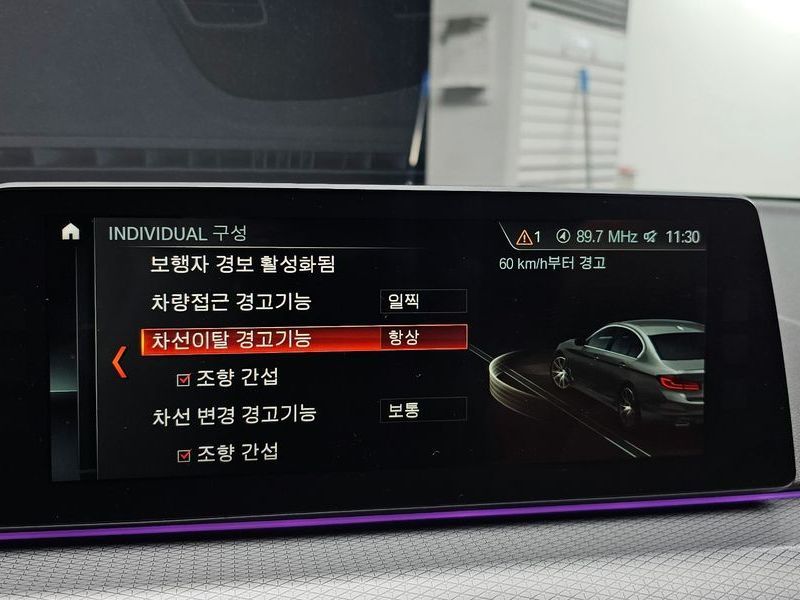 INDIVIDUAL 구성
1 89.7 MHz 11:30
보행자 경보 활성화됨
60 km/h부터 경고
차량접근 경고기능 일찍
차선이탈 경고기능 항상
조향 간섭
차선 변경 경고기능 보통
조향 간섭